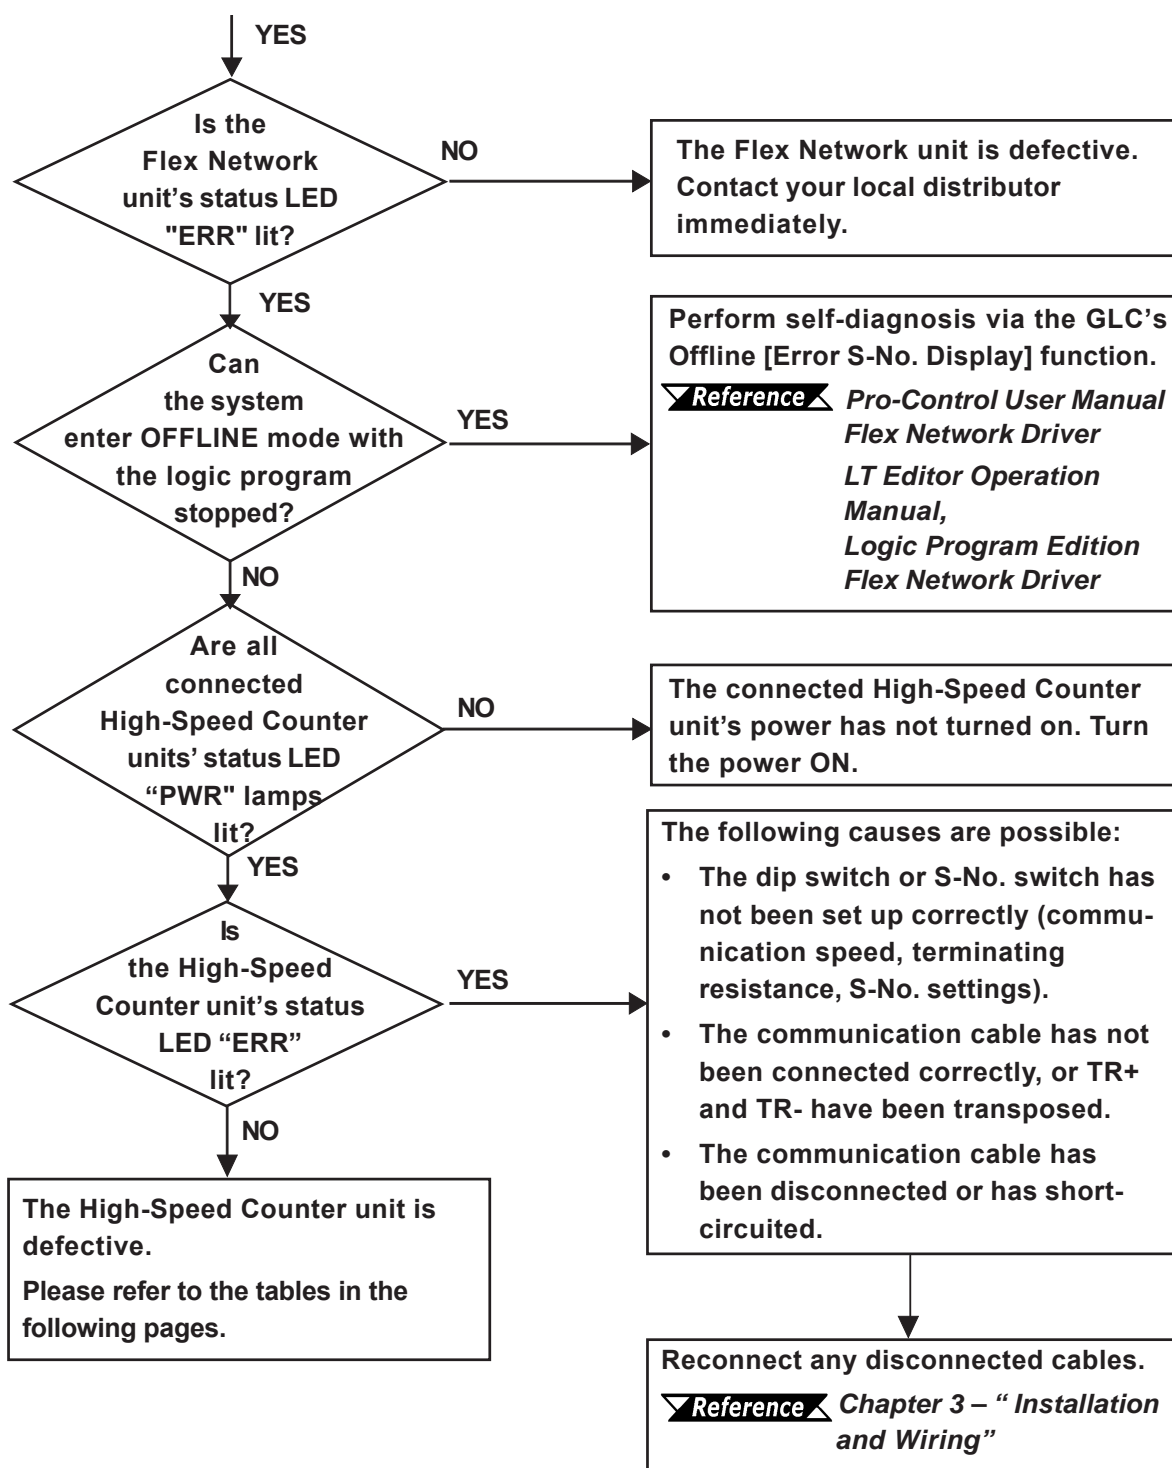 YES
Is the
Flex Network
unit's status LED
"ERR" lit?
NO
The Flex Network unit is defective.
Contact your local distributor
immediately.
YES
Can
the system
enter OFFLINE mode with
the logic program
stopped?
YES
Perform self-diagnosis via the GLC's
Offline [Error S-No. Display] function.
Reference Pro-Control User Manual
Flex Network Driver
LT Editor Operation
Manual,
Logic Program Edition
Flex Network Driver
NO
Are all
connected
High-Speed Counter
units' status LED
“PWR" lamps
lit?
NO
The connected High-Speed Counter
unit's power has not turned on. Turn
the power ON.
YES
Is
the High-Speed
Counter unit's status
LED “ERR”
lit?
YES
The following causes are possible:
• The dip switch or S-No. switch has
not been set up correctly (commu-
nication speed, terminating
resistance, S-No. settings).
• The communication cable has not
been connected correctly, or TR+
and TR- have been transposed.
• The communication cable has
been disconnected or has short-
circuited.
NO
The High-Speed Counter unit is
defective.
Please refer to the tables in the
following pages.
Reconnect any disconnected cables.
Reference Chapter 3 – “ Installation
and Wiring”